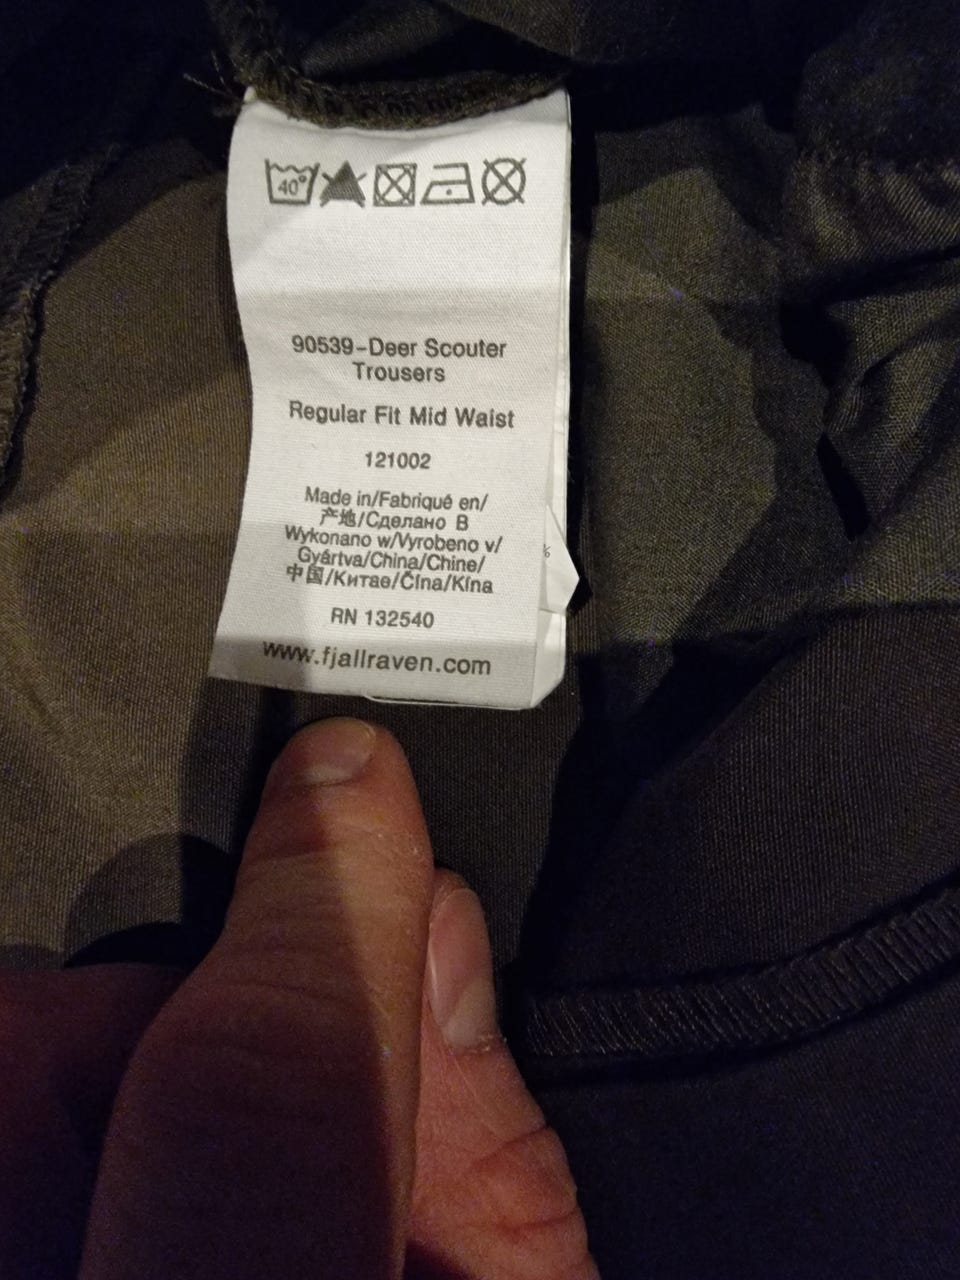 40°
90539-Deer Scouter
Trousers
Regular Fit Mid Waist
121002
Made in/Fabriqué en/
产地/Сделано В
Wykonano w/Vyrobeno v/
Gyártva/China/Chine/
中国/Китае/Čína/Kína
RN 132540
www.fjallraven.com
%